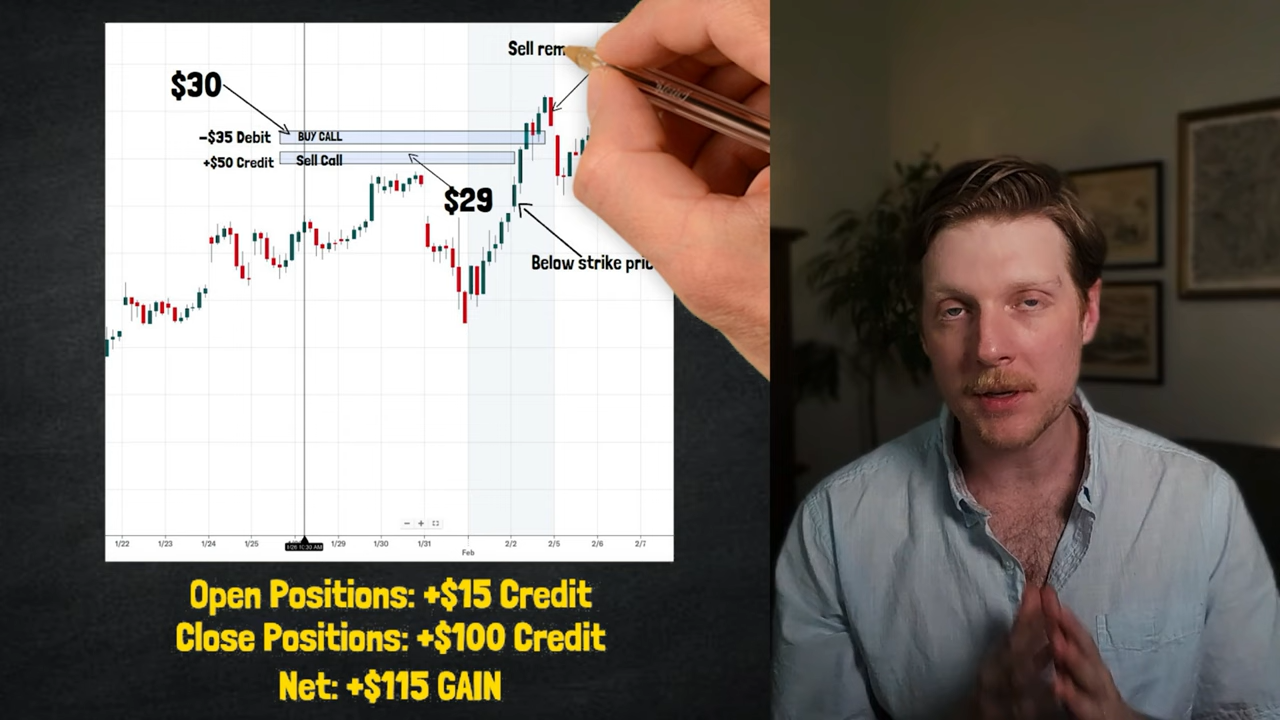 Sell rem
$30
−$35 Debit
BUY CALL
+$50 Credit
Sell Call
$29
Below strike pric
1/22
1/23
1/24
1/25
1/29
1/30
1/31
Feb
2/2
2/5
2/6
2/7
Open Positions: +$15 Credit
Close Positions: +$100 Credit
Net: +$115 GAIN